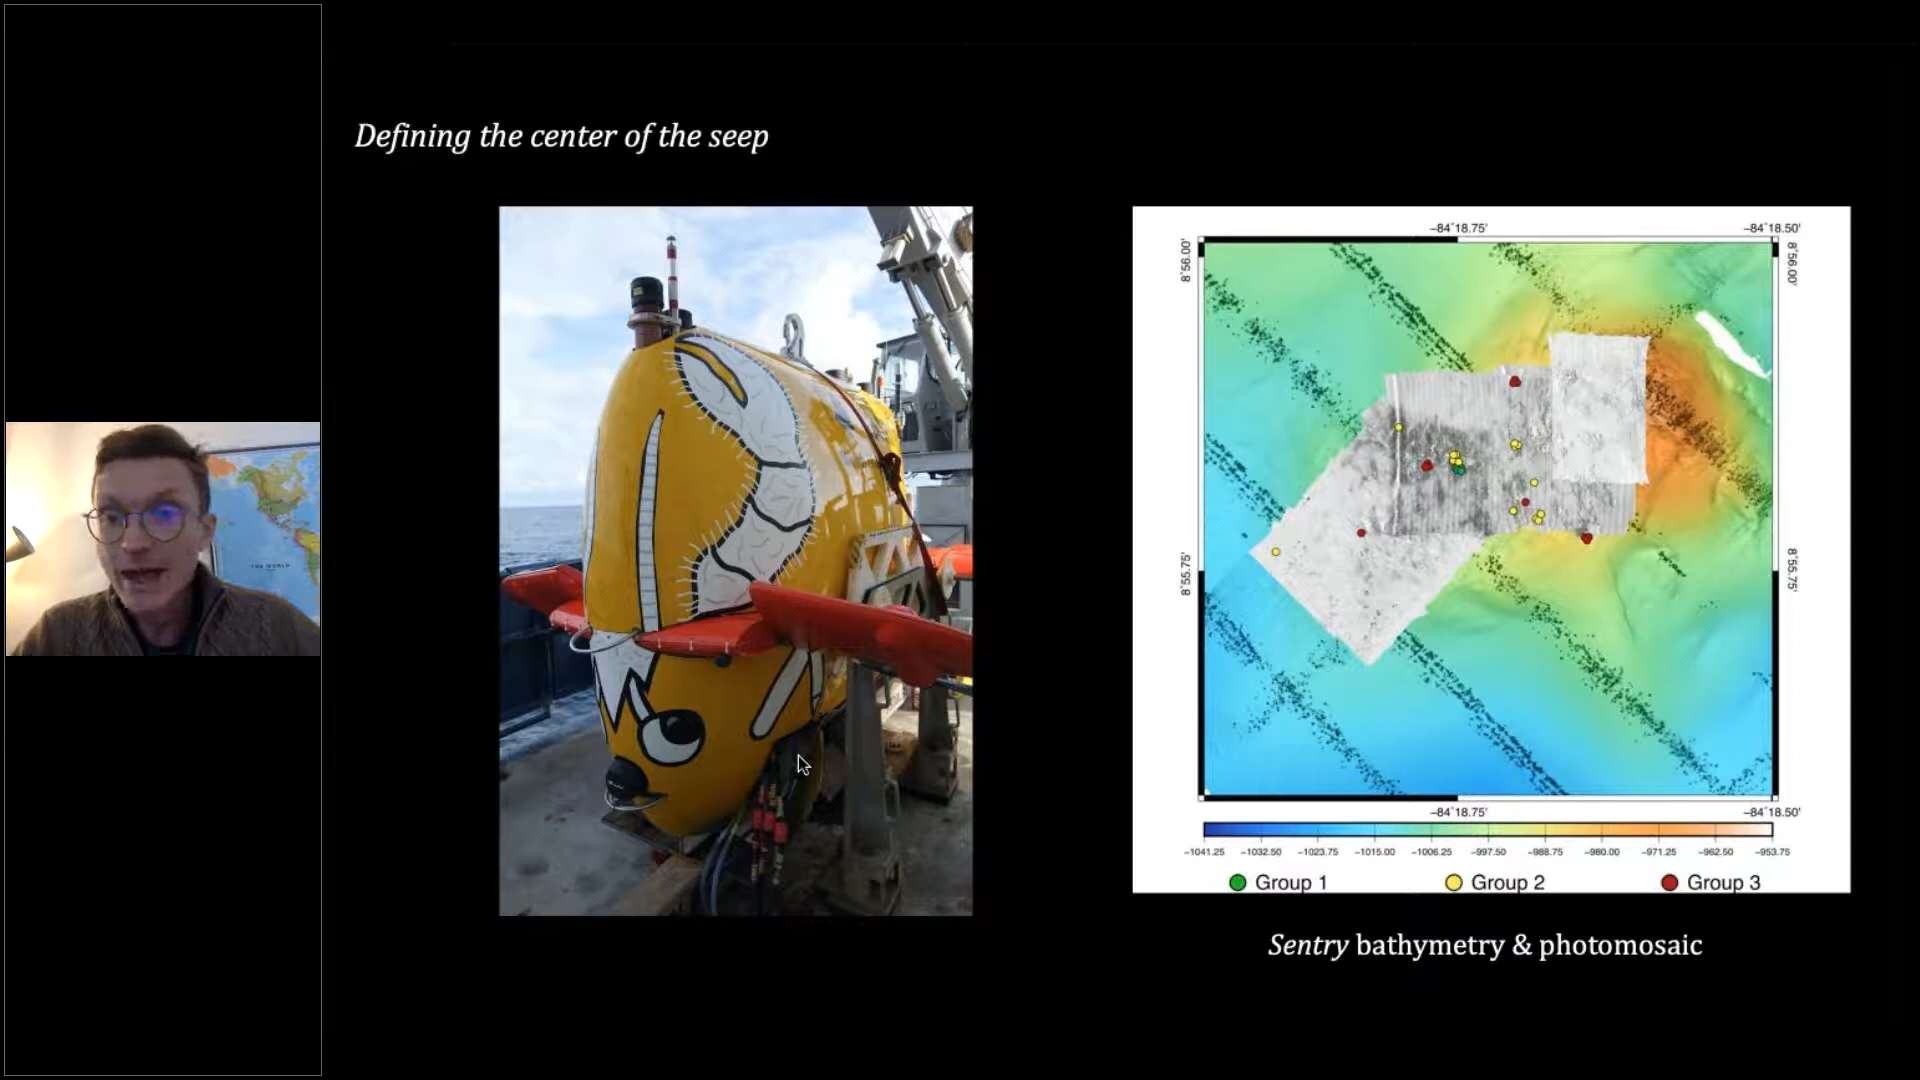 Defining the center of the seep
THE WORLD
−84°18.75'
−84°18.50'
8°56.00'
8°56.00'
8°55.75'
8°55.75'
−84°18.75'
−84°18.50'
−1041.25 −1032.50 −1023.75 −1015.00 −1006.25 −997.50 −988.75 −980.00 −971.25 −962.50 −953.75
Group 1 Group 2 Group 3
Sentry bathymetry & photomosaic